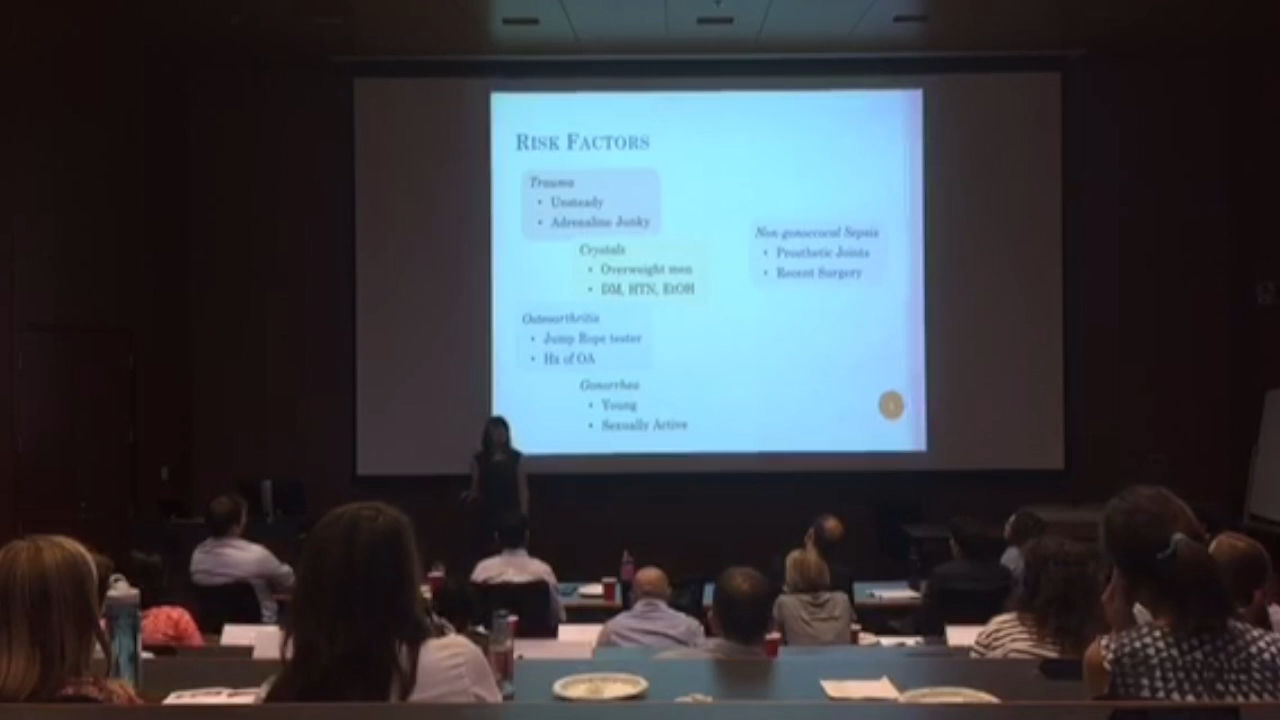 RISK FACTORS
Trauma
• Unsteady
• Adrenaline Junky
Crystals
• Overweight men
• DM, HTN, EtOH
Osteoarthritis
• Jump Rope tester
• Hx of OA
Gonorrhea
• Young
• Sexually Active
Non-gonococcal Sepsis
• Prosthetic Joints
• Recent Surgery